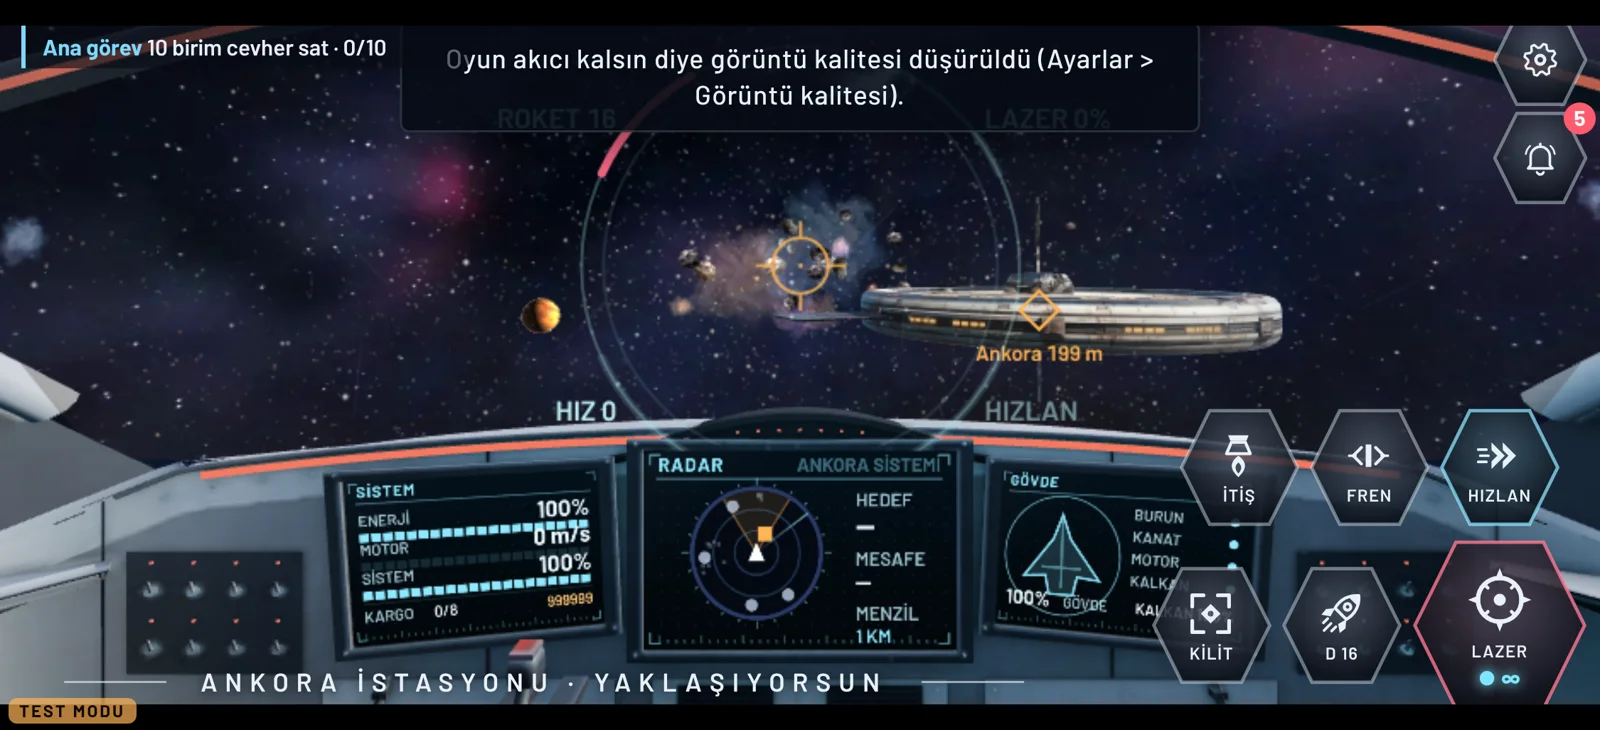 Ana görev 10 birim cevher sat · 0/10
Oyun akıcı kalsın diye görüntü kalitesi düşürüldü (Ayarlar >
Görüntü kalitesi).
ROKET 16
LAZER 0%
5
Ankora 199 m
HIZ 0
HIZLAN
SİSTEM
ENERJİ 100%
MOTOR 0 m/s
SİSTEM 100%
KARGO 0/8 999999
RADAR ANKORA SİSTEMİ
HEDEF
—
MESAFE
—
MENZİL
1 KM
GÖVDE
BURUN
KANAT
MOTOR
KALKAN
100% GÖVDE
İTİŞ
FREN
HIZLAN
KİLİT
D 16
LAZER
∞
ANKORA İSTASYONU · YAKLAŞIYORSUN
TEST MODU